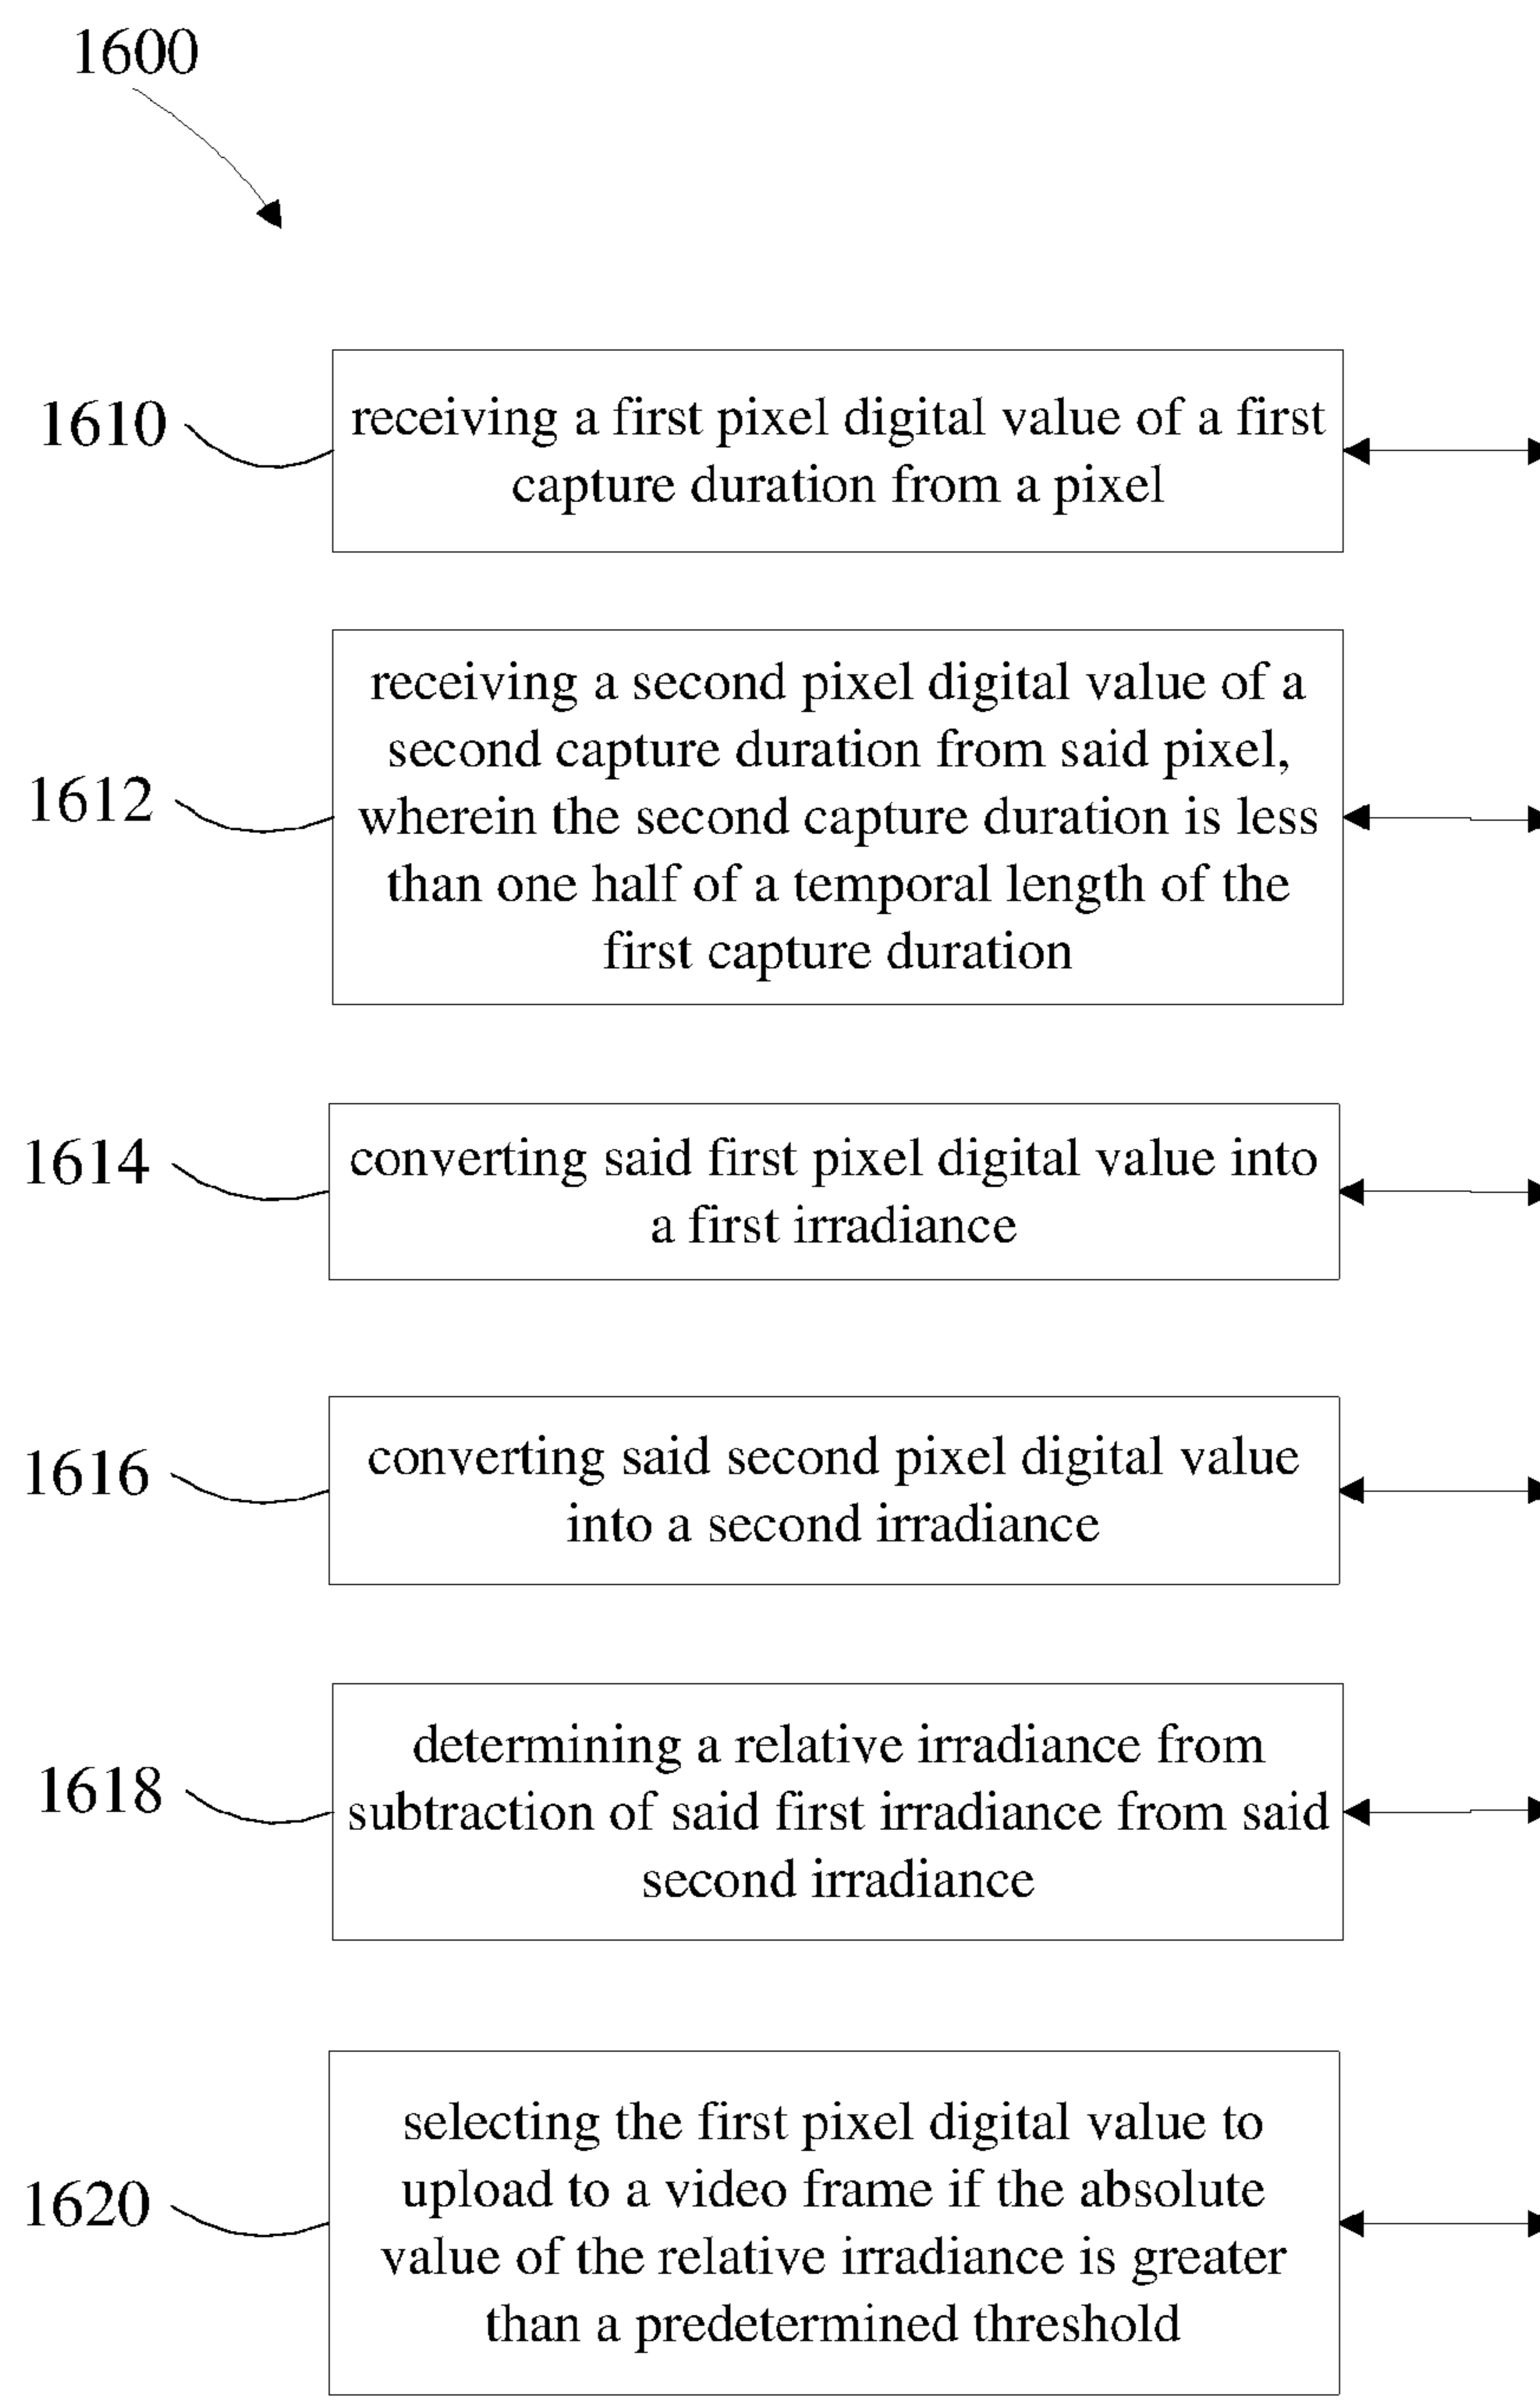 1600
1610
receiving a first pixel digital value of a first
capture duration from a pixel
1612
receiving a second pixel digital value of a
second capture duration from said pixel,
wherein the second capture duration is less
than one half of a temporal length of the
first capture duration
1614
converting said first pixel digital value into
a first irradiance
1616
converting said second pixel digital value
into a second irradiance
1618
determining a relative irradiance from
subtraction of said first irradiance from said
second irradiance
1620
selecting the first pixel digital value to
upload to a video frame if the absolute
value of the relative irradiance is greater
than a predetermined threshold